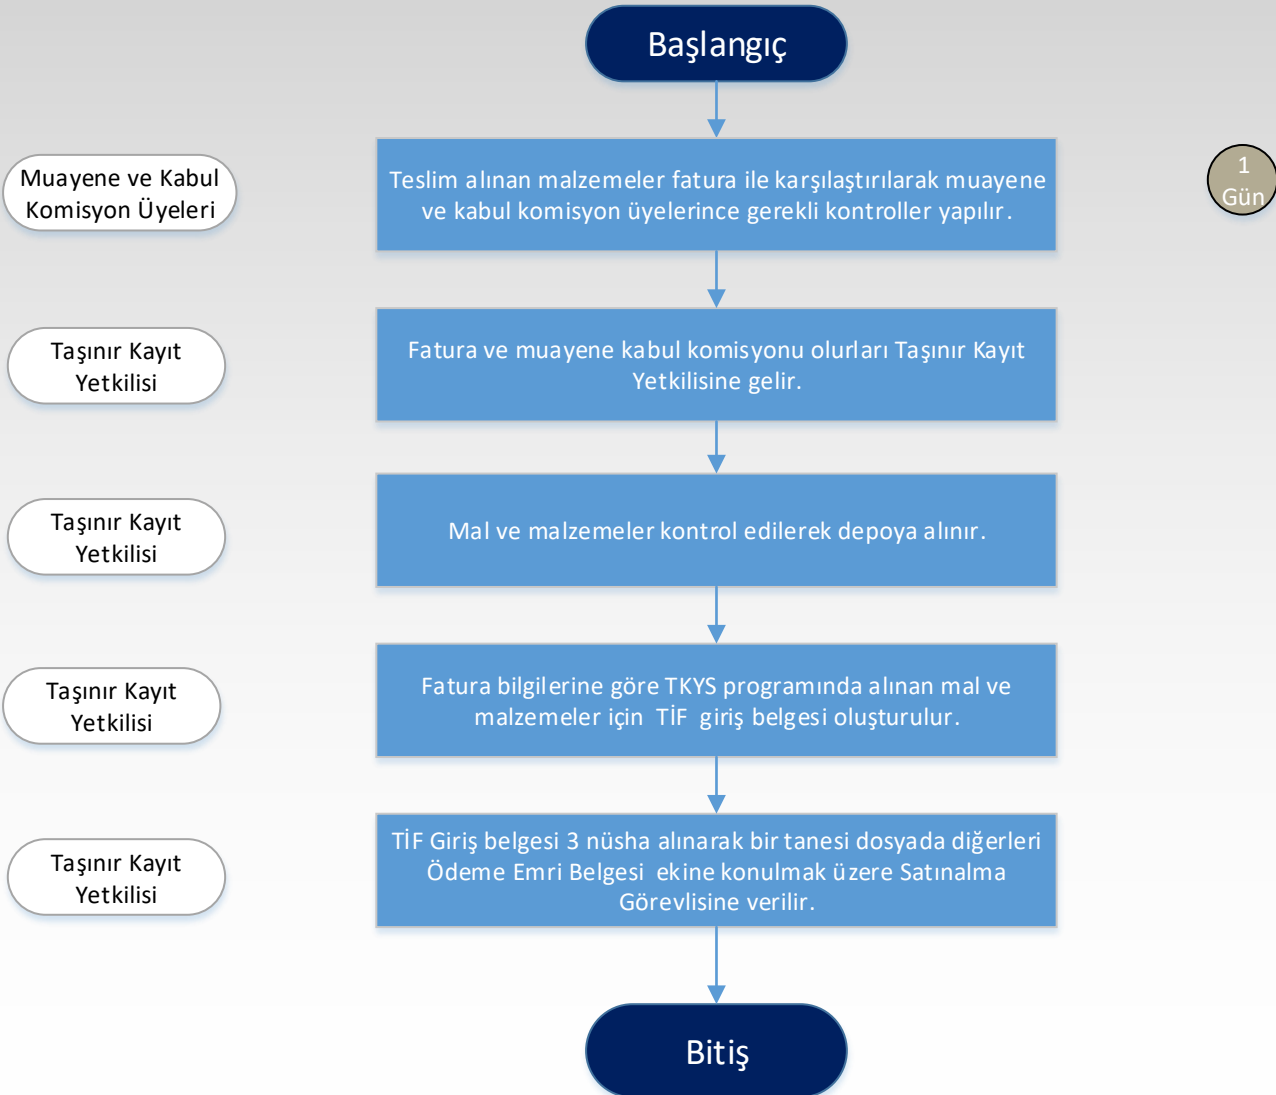 Başlangıç
Muayene ve Kabul
Komisyon Üyeleri
Teslim alınan malzemeler fatura ile karşılaştırılarak muayene
ve kabul komisyon üyelerince gerekli kontroller yapılır.
1
Gün
Taşınır Kayıt
Yetkilisi
Fatura ve muayene kabul komisyonu olurları Taşınır Kayıt
Yetkilisine gelir.
Taşınır Kayıt
Yetkilisi
Mal ve malzemeler kontrol edilerek depoya alınır.
Taşınır Kayıt
Yetkilisi
Fatura bilgilerine göre TKYS programında alınan mal ve
malzemeler için TİF giriş belgesi oluşturulur.
Taşınır Kayıt
Yetkilisi
TİF Giriş belgesi 3 nüsha alınarak bir tanesi dosyada diğerleri
Ödeme Emri Belgesi ekine konulmak üzere Satınalma
Görevlisine verilir.
Bitiş